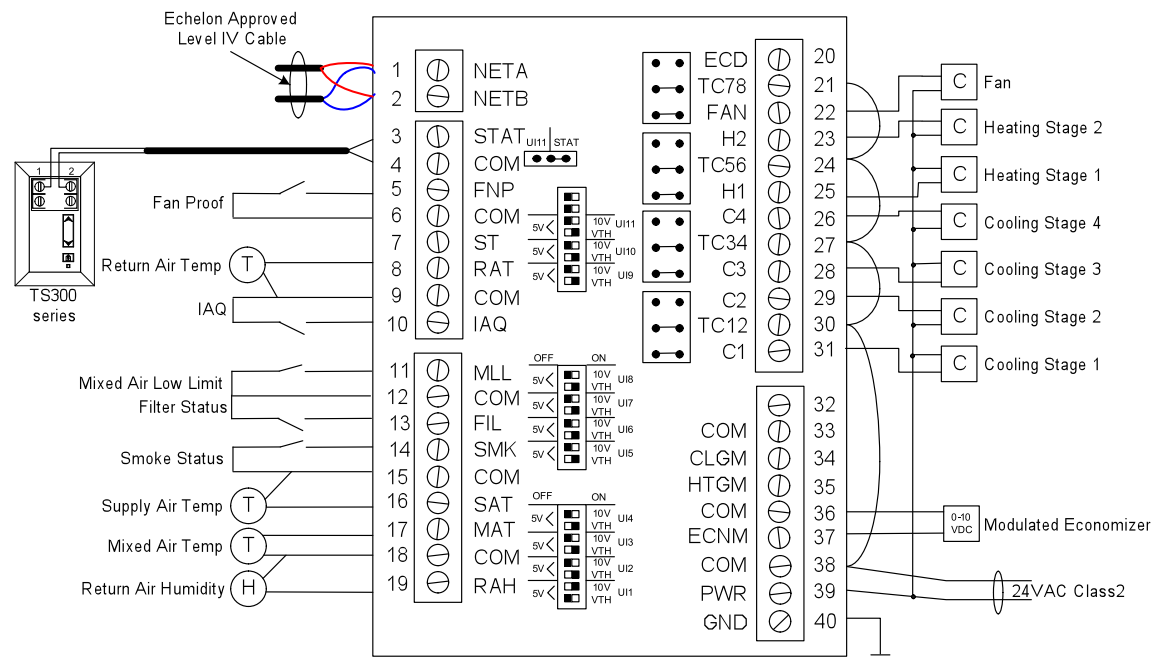 Echelon Approved
Level IV Cable
1 NETA
2 NETB
3 STAT
4 COM
UI11 STAT
5 FNP
6 COM
7 ST
8 RAT
9 COM
10 IAQ
5V 10V VTH UI11
5V 10V VTH UI10
5V 10V VTH UI9
1 2
TS300
series
Fan Proof
Return Air Temp T
IAQ
11 MLL
12 COM
13 FIL
14 SMK
15 COM
16 SAT
17 MAT
18 COM
19 RAH
OFF ON
5V 10V VTH UI8
5V 10V VTH UI7
5V 10V VTH UI6
5V 10V VTH UI5
OFF ON
5V 10V VTH UI4
5V 10V VTH UI3
5V 10V VTH UI2
5V 10V VTH UI1
Mixed Air Low Limit
Filter Status
Smoke Status
Supply Air Temp T
Mixed Air Temp T
Return Air Humidity H
ECD 20
TC78 21
FAN 22
H2 23
TC56 24
H1 25
C4 26
TC34 27
C3 28
C2 29
TC12 30
C1 31
32
COM 33
CLGM 34
HTGM 35
COM 36
ECNM 37
COM 38
PWR 39
GND 40
C Fan
C Heating Stage 2
C Heating Stage 1
C Cooling Stage 4
C Cooling Stage 3
C Cooling Stage 2
C Cooling Stage 1
0-10
VDC
Modulated Economizer
24VAC Class2